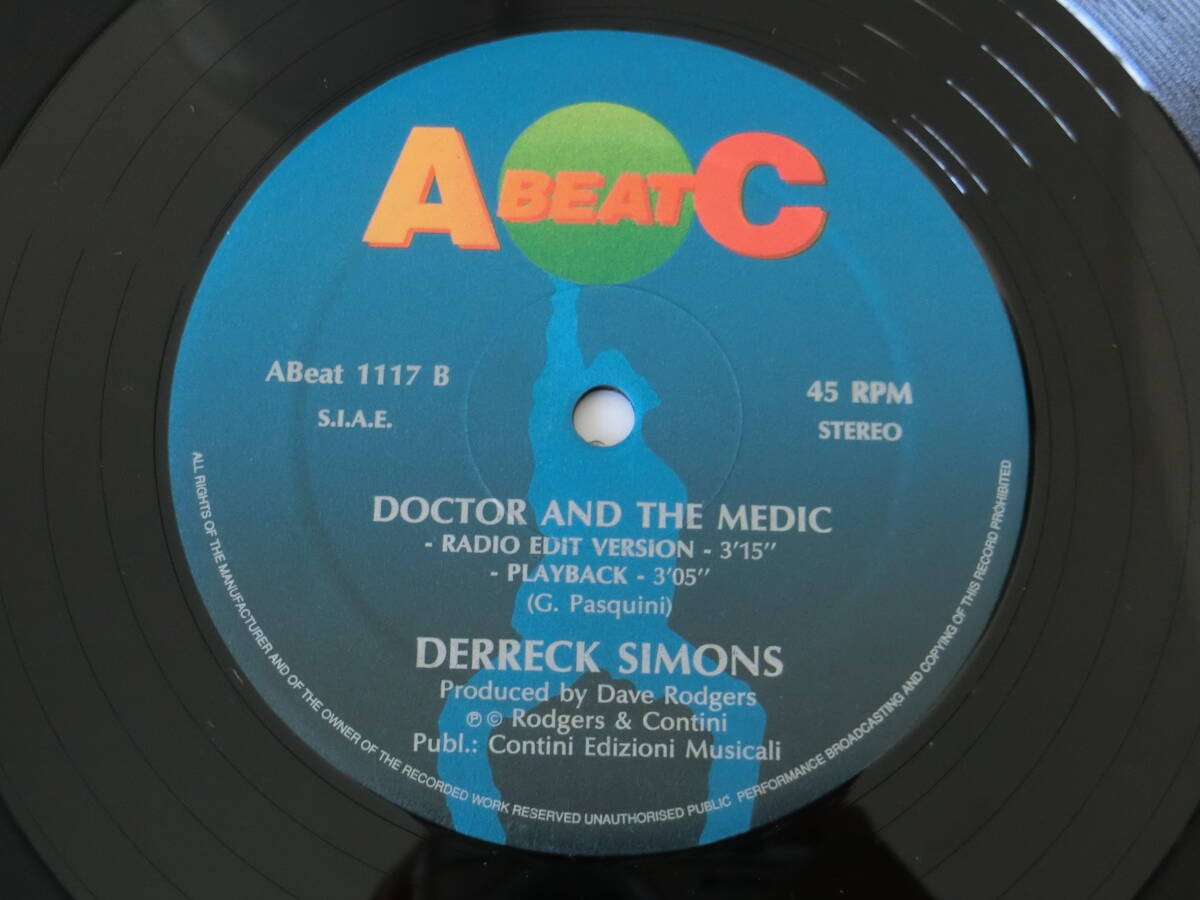 A BEAT C
ABeat 1117 B
S.I.A.E.
45 RPM
STEREO
DOCTOR AND THE MEDIC
- RADIO EDIT VERSION - 3'15"
- PLAYBACK - 3'05"
(G. Pasquini)
DERRECK SIMONS
Produced by Dave Rodgers
℗ © Rodgers & Contini
Publ.: Contini Edizioni Musicali
ALL RIGHTS OF THE MANUFACTURER AND OF THE OWNER OF THE RECORDED WORK RESERVED UNAUTHORISED PUBLIC PERFORMANCE BROADCASTING AND COPYING OF THIS RECORD PROHIBITED